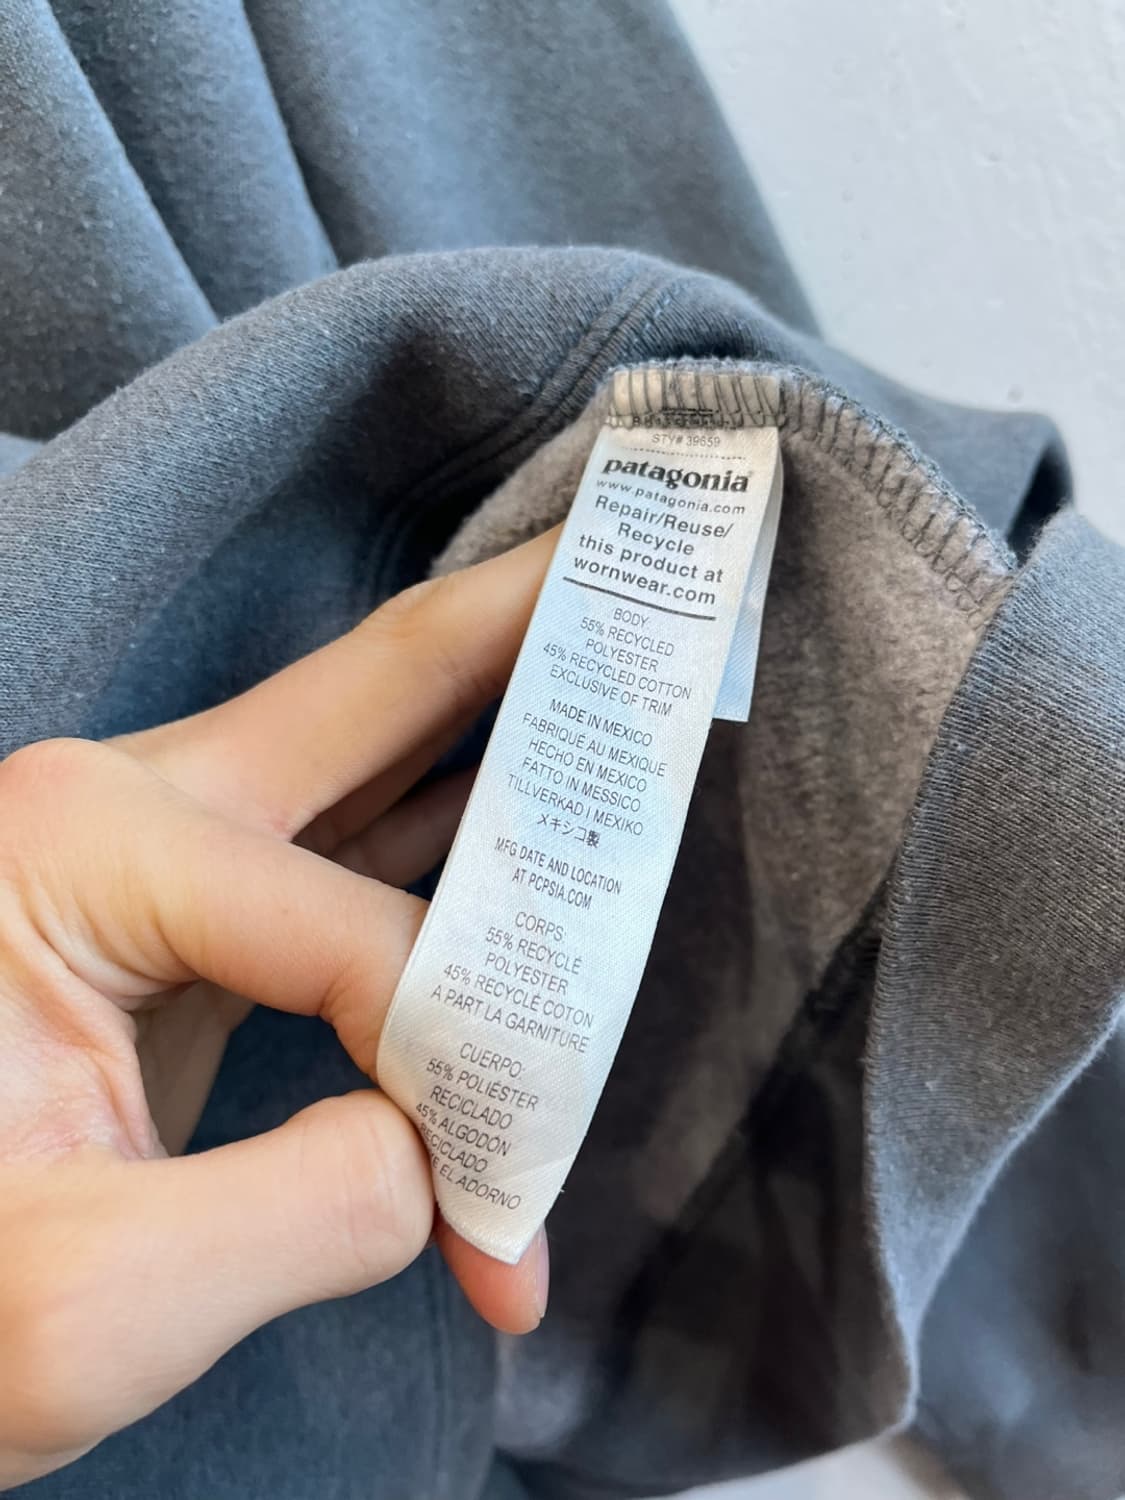 STY# 39659
patagonia®
www.patagonia.com
Repair/Reuse/
Recycle
this product at
wornwear.com
BODY:
55% RECYCLED
POLYESTER
45% RECYCLED COTTON
EXCLUSIVE OF TRIM
MADE IN MEXICO
FABRIQUÉ AU MEXIQUE
HECHO EN MEXICO
FATTO IN MESSICO
TILLVERKAD I MEXIKO
メキシコ製
MFG DATE AND LOCATION
AT PCPSIA.COM
CORPS:
55% RECYCLÉ
POLYESTER
45% RECYCLÉ COTON
A PART LA GARNITURE
CUERPO:
55% POLIÉSTER
RECICLADO
45% ALGODÓN
RECICLADO
EL ADORNO